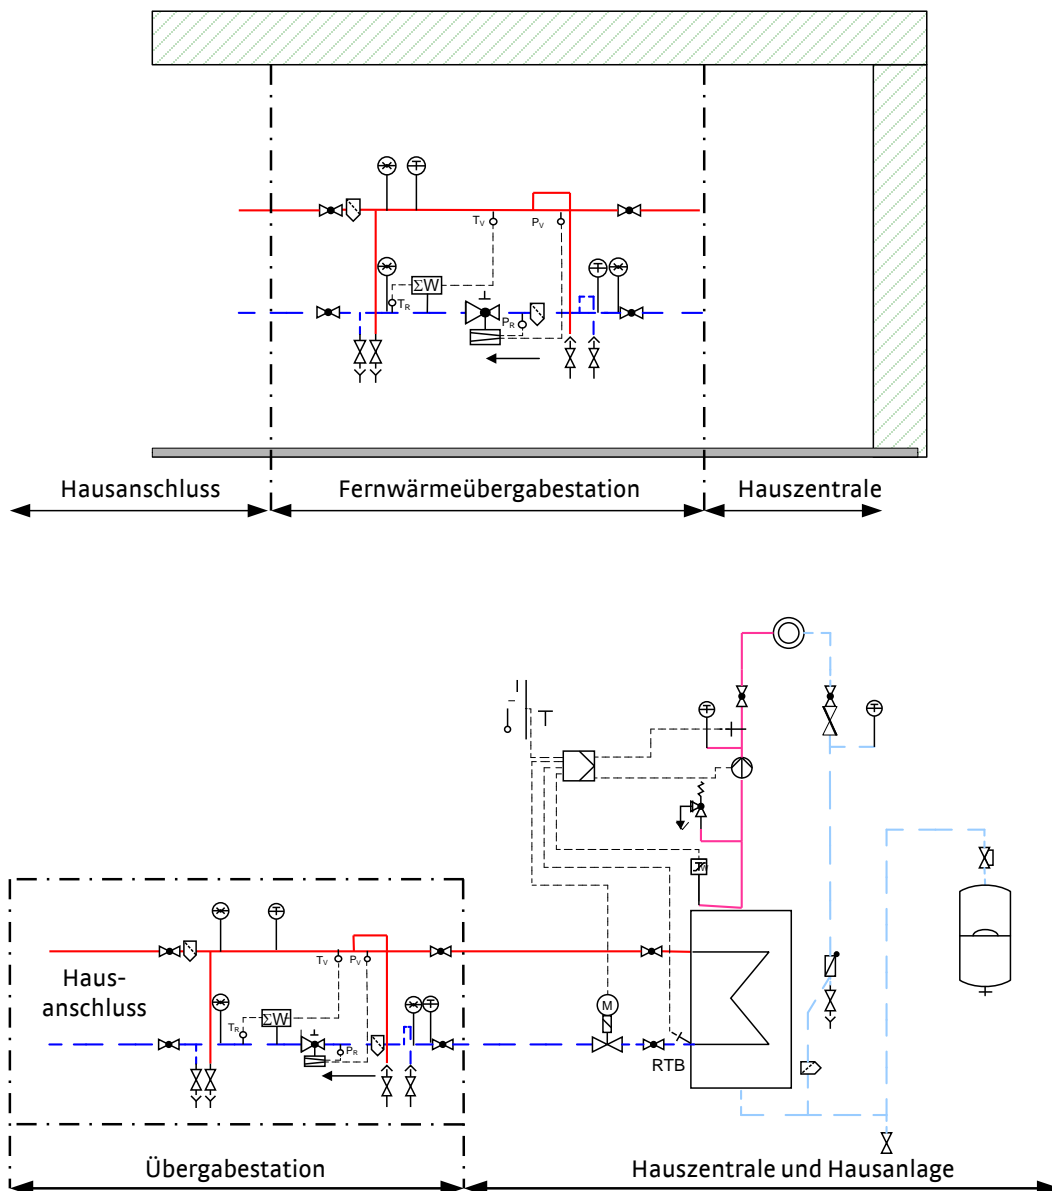 T_V
P_V
ΣW
T_R
P_R
Hausanschluss
Fernwärmeübergabestation
Hauszentrale
T
Haus-
anschluss
T_V
P_V
T_R
ΣW
P_R
M
RTB
Übergabestation
Hauszentrale und Hausanlage